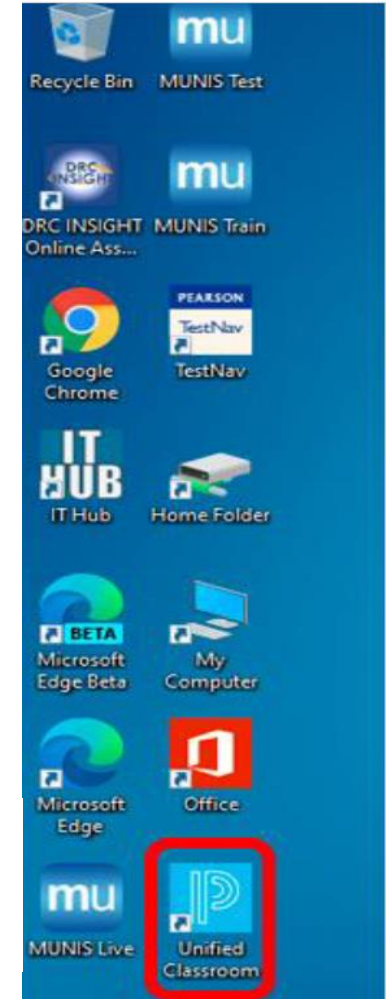 mu
Recycle Bin
MUNIS Test
DRC
INSIGHT
mu
DRC INSIGHT
Online Ass...
MUNIS Train
PEARSON
TestNav
Google
Chrome
TestNav
IT
HUB
IT Hub
Home Folder
BETA
Microsoft
Edge Beta
My
Computer
Microsoft
Edge
Office
mu
MUNIS Live
Unified
Classroom